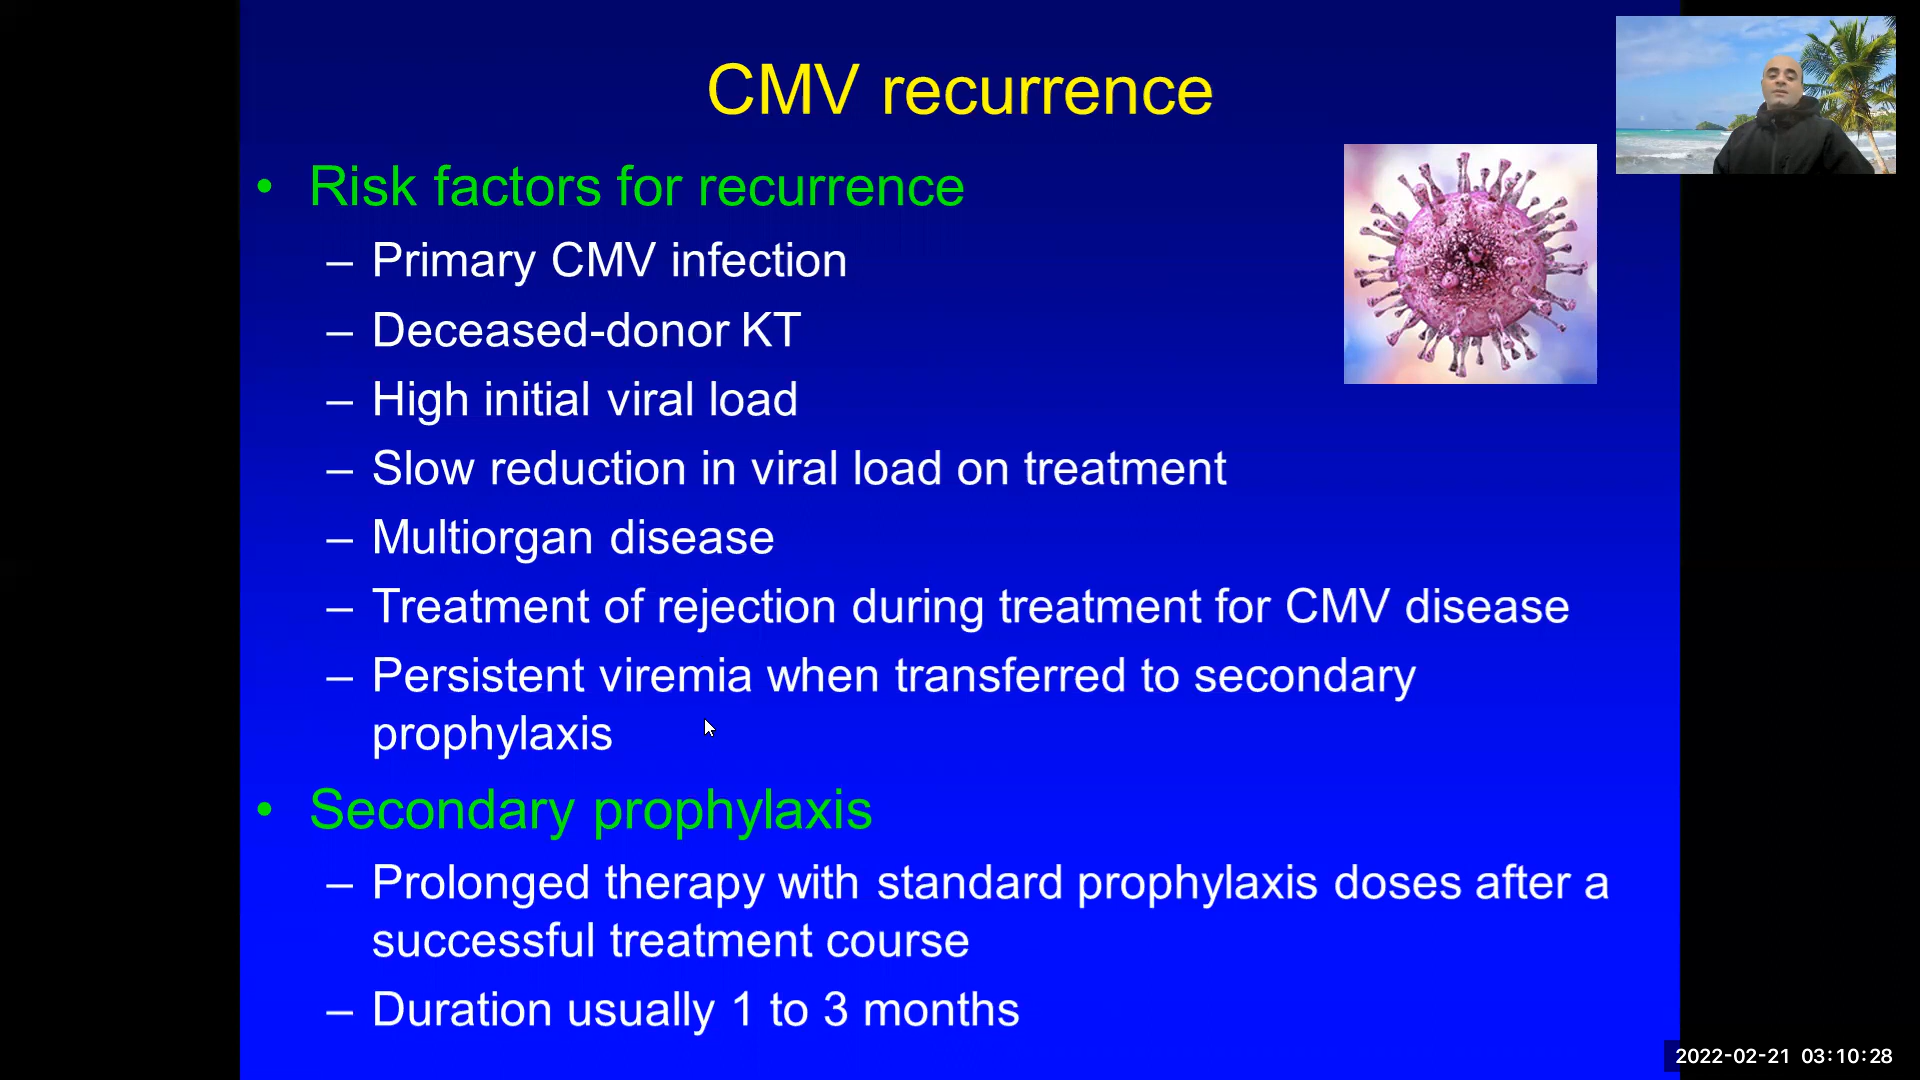 CMV recurrence
• Risk factors for recurrence
– Primary CMV infection
– Deceased-donor KT
– High initial viral load
– Slow reduction in viral load on treatment
– Multiorgan disease
– Treatment of rejection during treatment for CMV disease
– Persistent viremia when transferred to secondary
prophylaxis
• Secondary prophylaxis
– Prolonged therapy with standard prophylaxis doses after a
successful treatment course
– Duration usually 1 to 3 months
2022-02-21 03:10:28